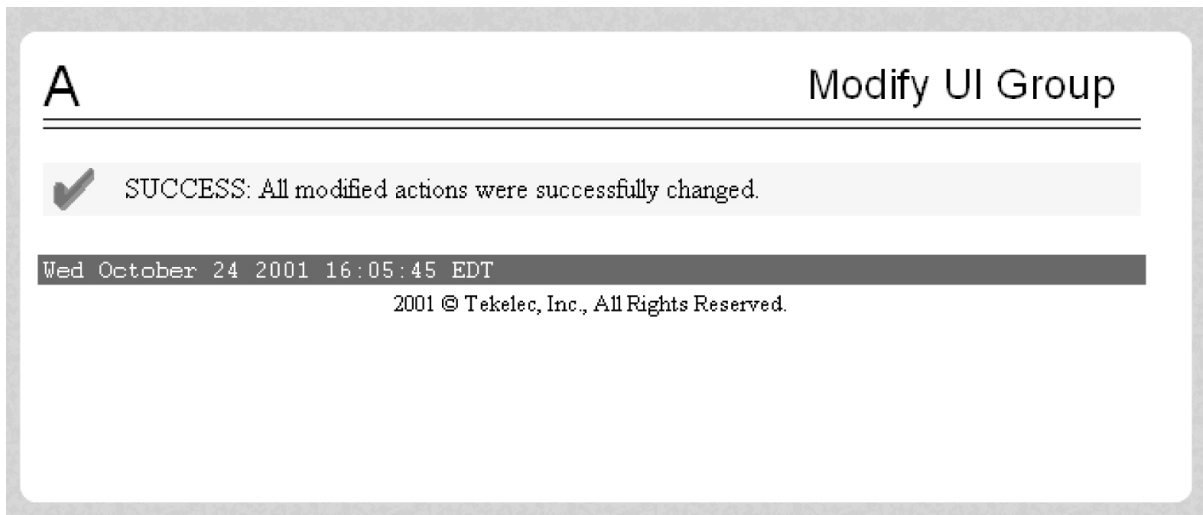 A
Modify UI Group
SUCCESS: All modified actions were successfully changed.
Wed October 24 2001 16:05:45 EDT
2001 © Tekelec, Inc., All Rights Reserved.